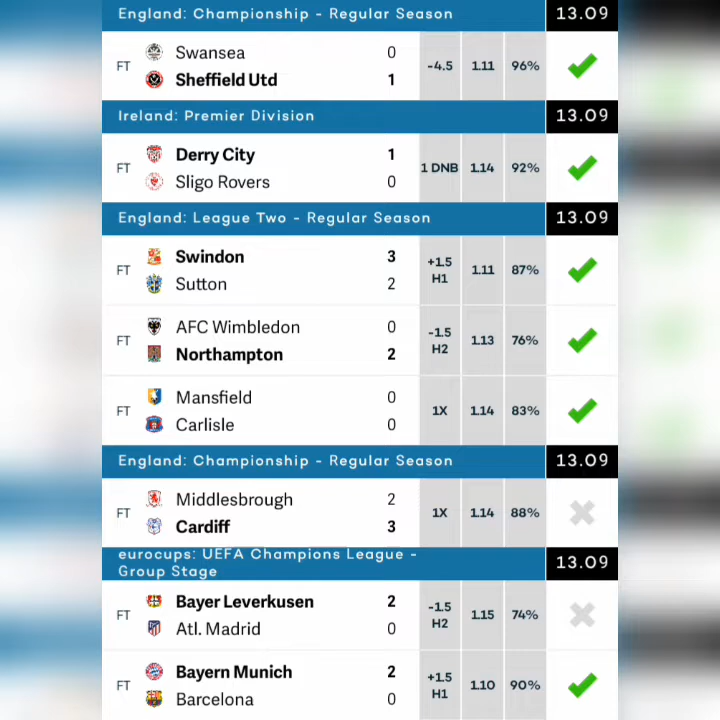 England: Championship - Regular Season 13.09
FT Swansea 0 -4.5 1.11 96%
Sheffield Utd 1
Ireland: Premier Division 13.09
FT Derry City 1 1 DNB 1.14 92%
Sligo Rovers 0
England: League Two - Regular Season 13.09
FT Swindon 3 +1.5 H1 1.11 87%
Sutton 2
FT AFC Wimbledon 0 -1.5 H2 1.13 76%
Northampton 2
FT Mansfield 0 1X 1.14 83%
Carlisle 0
England: Championship - Regular Season 13.09
FT Middlesbrough 2 1X 1.14 88%
Cardiff 3
eurocups: UEFA Champions League - 13.09
Group Stage
FT Bayer Leverkusen 2 -1.5 H2 1.15 74%
Atl. Madrid 0
FT Bayern Munich 2 +1.5 H1 1.10 90%
Barcelona 0